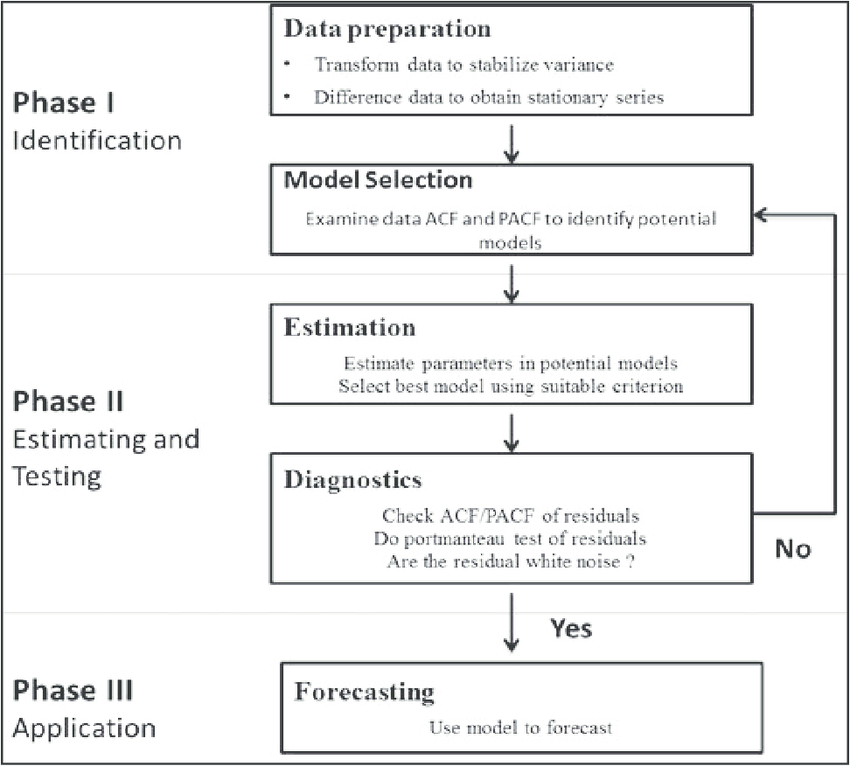 Phase I
Identification
Data preparation
• Transform data to stabilize variance
• Difference data to obtain stationary series
Model Selection
Examine data ACF and PACF to identify potential
models
Phase II
Estimating and
Testing
Estimation
Estimate parameters in potential models
Select best model using suitable criterion
Diagnostics
Check ACF/PACF of residuals
Do portmanteau test of residuals
Are the residual white noise ?
No
Yes
Phase III
Application
Forecasting
Use model to forecast